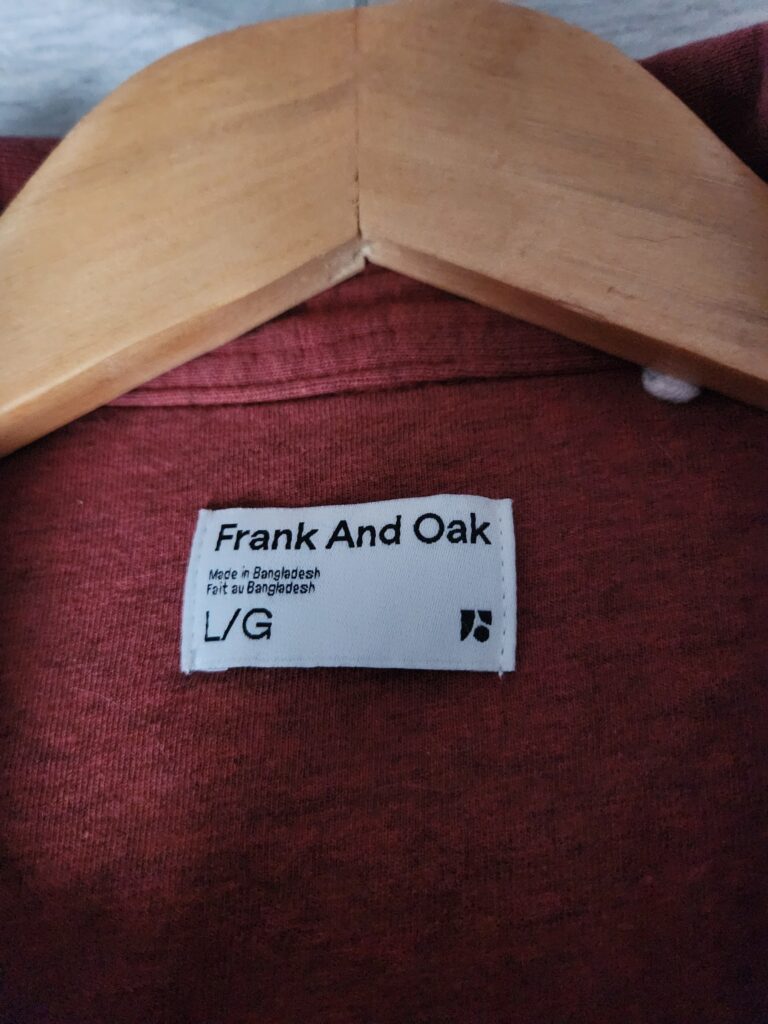 Frank And Oak
Made in Bangladesh
Fait au Bangladesh
L/G